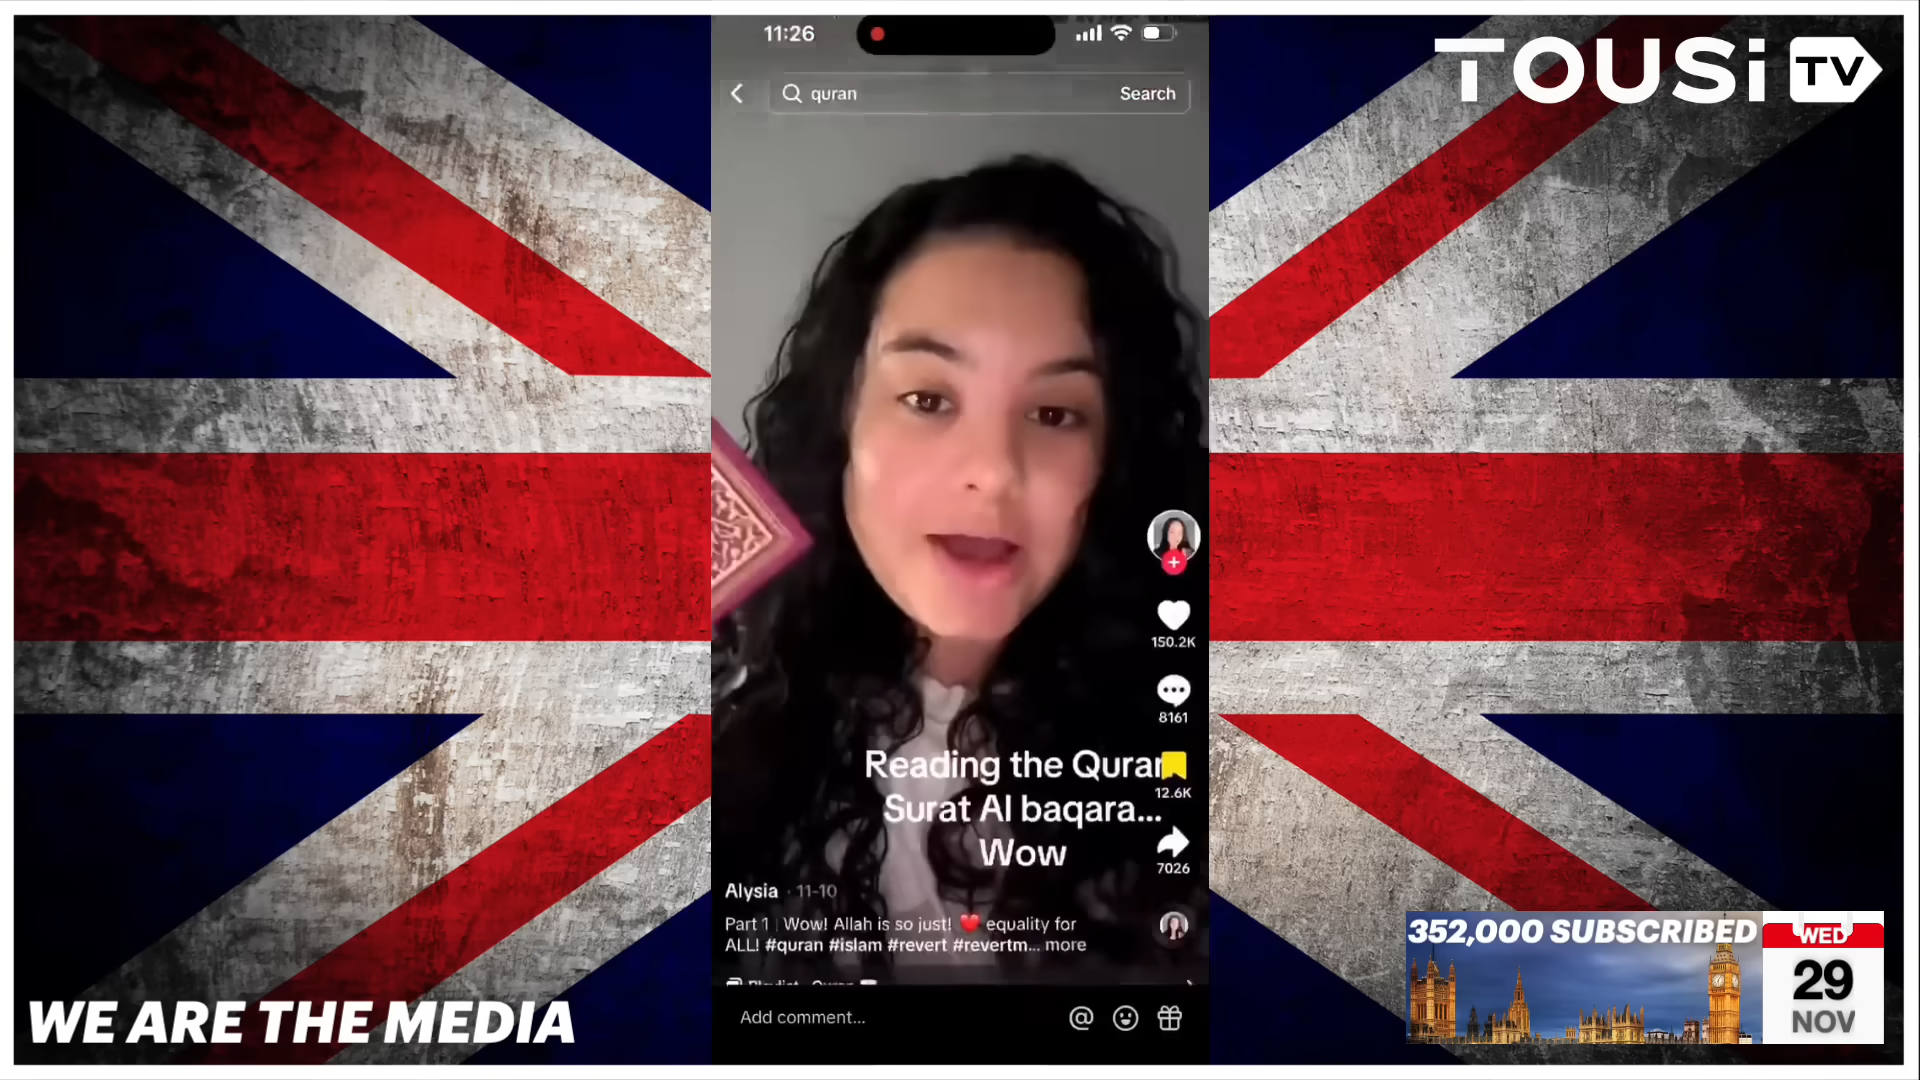 11:26
quran
Search
TOUSi TV
150.2K
8161
Reading the Quran
12.6K
Surat Al baqara...
Wow
7026
Alysia · 11-10
Part 1 | Wow! Allah is so just! ❤️ equality for
ALL! #quran #islam #revert #revertm... more
Add comment...
WE ARE THE MEDIA
352,000 SUBSCRIBED
WED
29
NOV